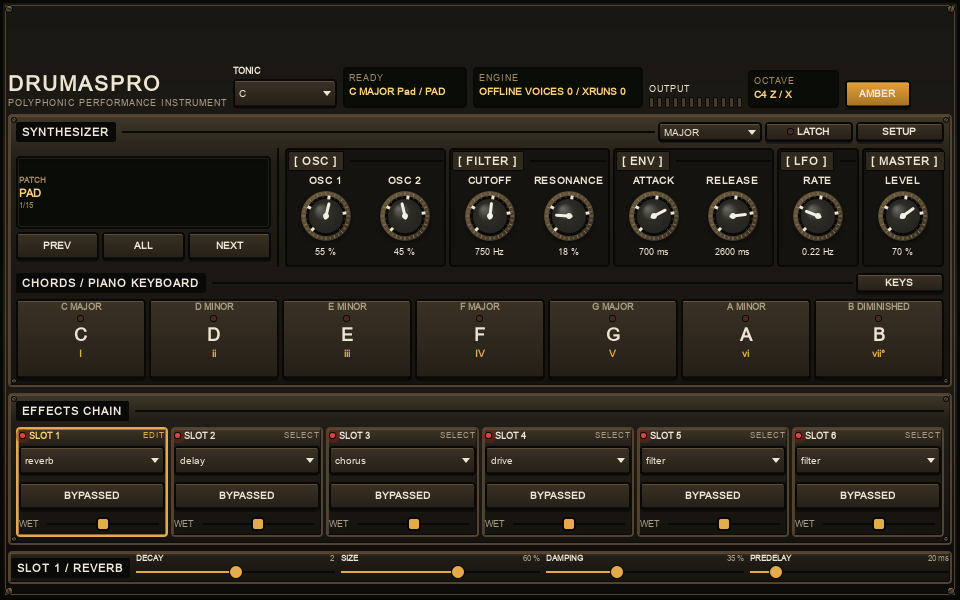 DRUMASPRO
POLYPHONIC PERFORMANCE INSTRUMENT
TONIC
C
READY
C MAJOR Pad / PAD
ENGINE
OFFLINE VOICES 0 / XRUNS 0
OUTPUT
OCTAVE
C4 Z / X
AMBER
SYNTHESIZER
MAJOR
LATCH
SETUP
PATCH
PAD
1/15
PREV
ALL
NEXT
[ OSC ]
OSC 1
OSC 2
55 %
45 %
[ FILTER ]
CUTOFF
RESONANCE
750 Hz
18 %
[ ENV ]
ATTACK
RELEASE
700 ms
2600 ms
[ LFO ]
RATE
0.22 Hz
[ MASTER ]
LEVEL
70 %
CHORDS / PIANO KEYBOARD
KEYS
C MAJOR
C
I
D MINOR
D
ii
E MINOR
E
iii
F MAJOR
F
IV
G MAJOR
G
V
A MINOR
A
vi
B DIMINISHED
B
vii°
EFFECTS CHAIN
SLOT 1 EDIT
reverb
BYPASSED
WET
SLOT 2 SELECT
delay
BYPASSED
WET
SLOT 3 SELECT
chorus
BYPASSED
WET
SLOT 4 SELECT
drive
BYPASSED
WET
SLOT 5 SELECT
filter
BYPASSED
WET
SLOT 6 SELECT
filter
BYPASSED
WET
SLOT 1 / REVERB
DECAY 2
SIZE 60 %
DAMPING 35 %
PREDELAY 20 ms